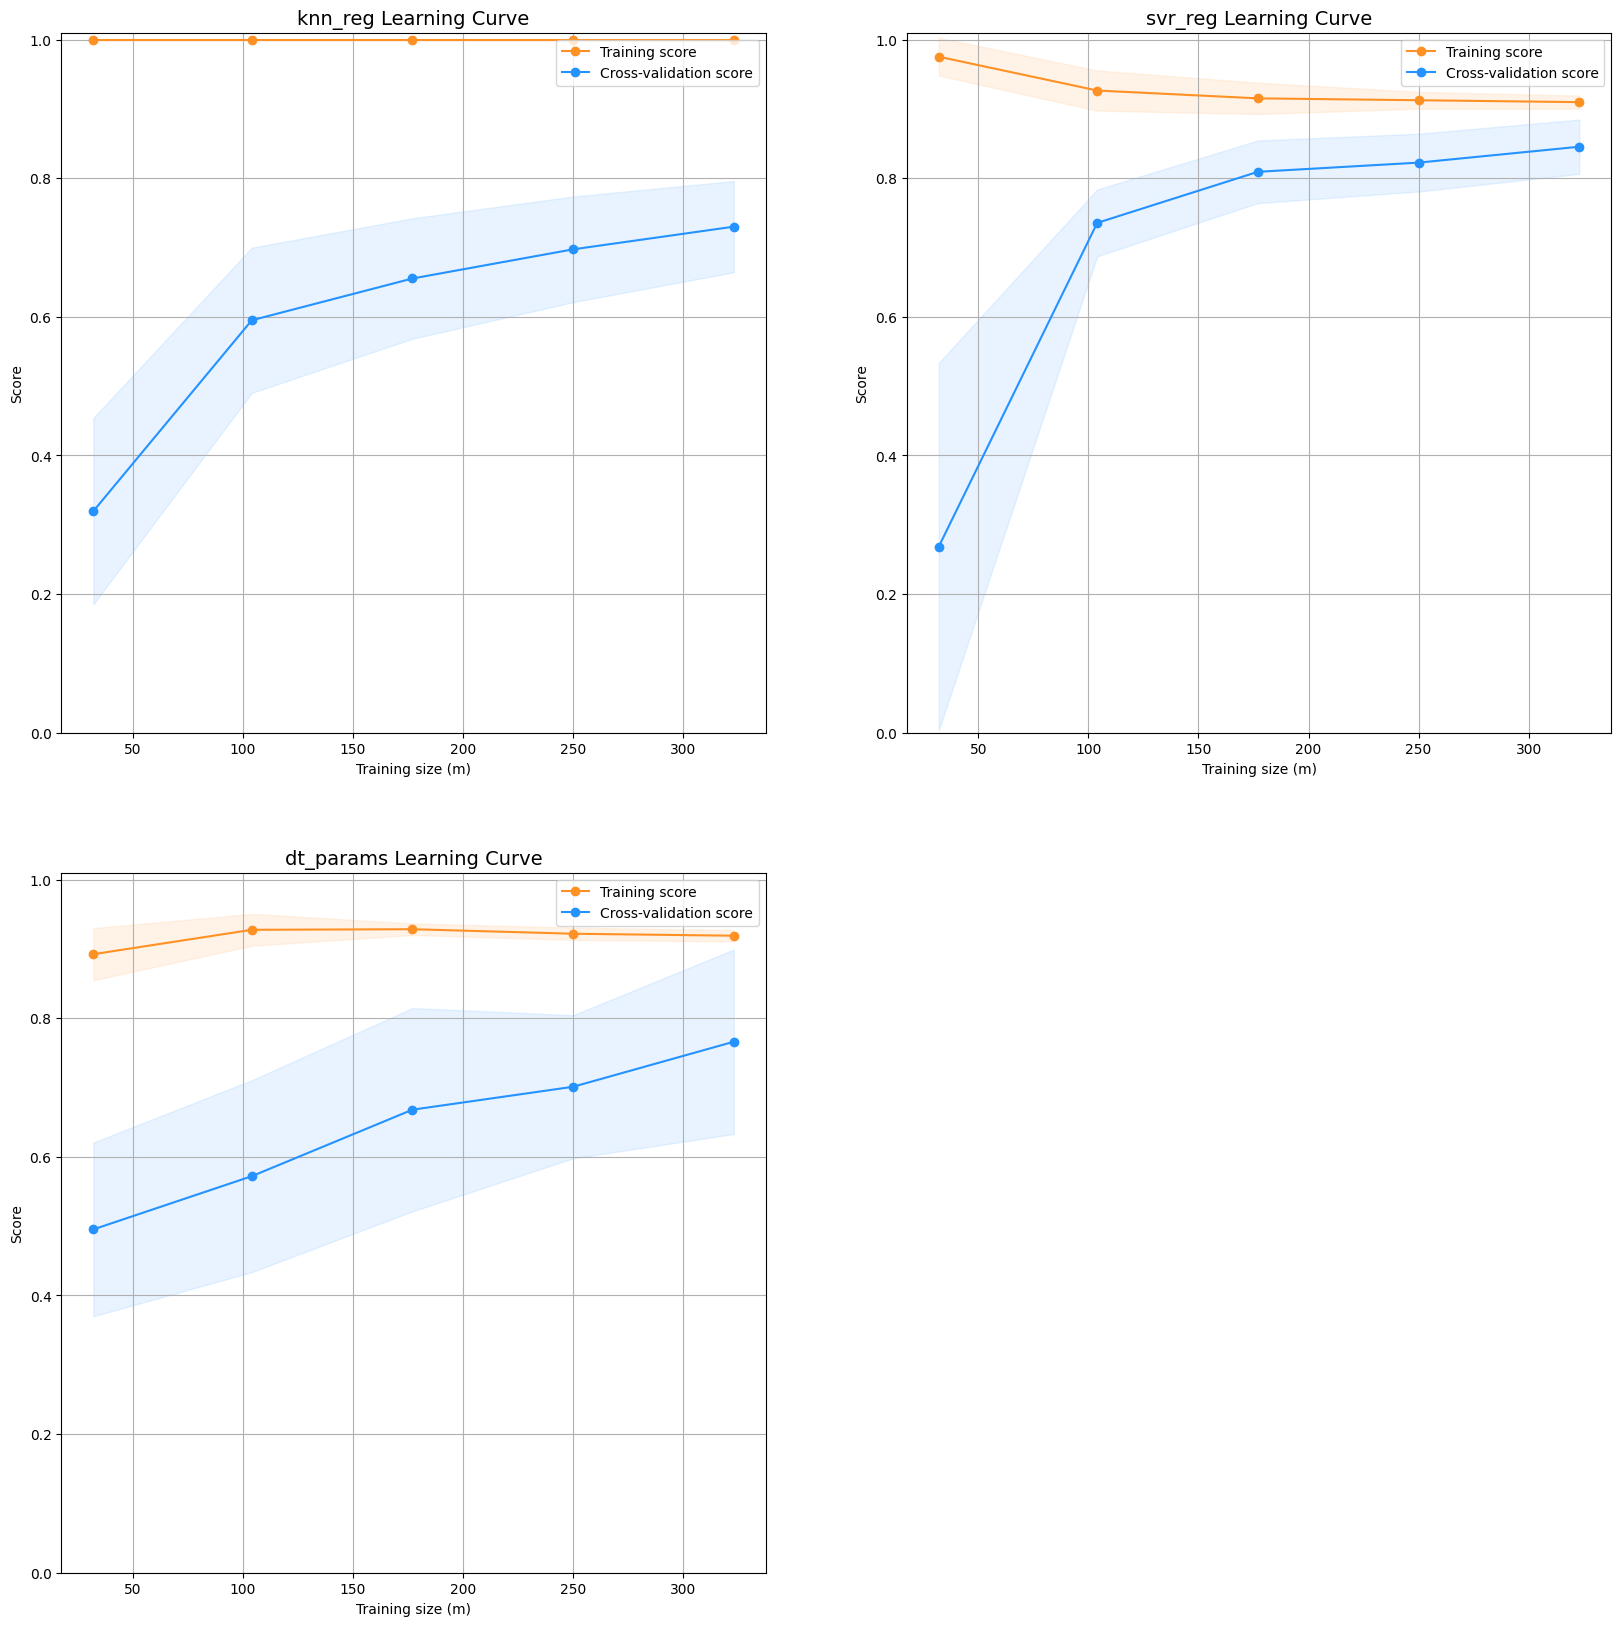 knn_reg Learning Curve
Training score
Cross-validation score
1.0
0.8
0.6
0.4
0.2
0.0
Score
50 100 150 200 250 300
Training size (m)
svr_reg Learning Curve
Training score
Cross-validation score
1.0
0.8
0.6
0.4
0.2
0.0
Score
50 100 150 200 250 300
Training size (m)
dt_params Learning Curve
Training score
Cross-validation score
1.0
0.8
0.6
0.4
0.2
0.0
Score
50 100 150 200 250 300
Training size (m)